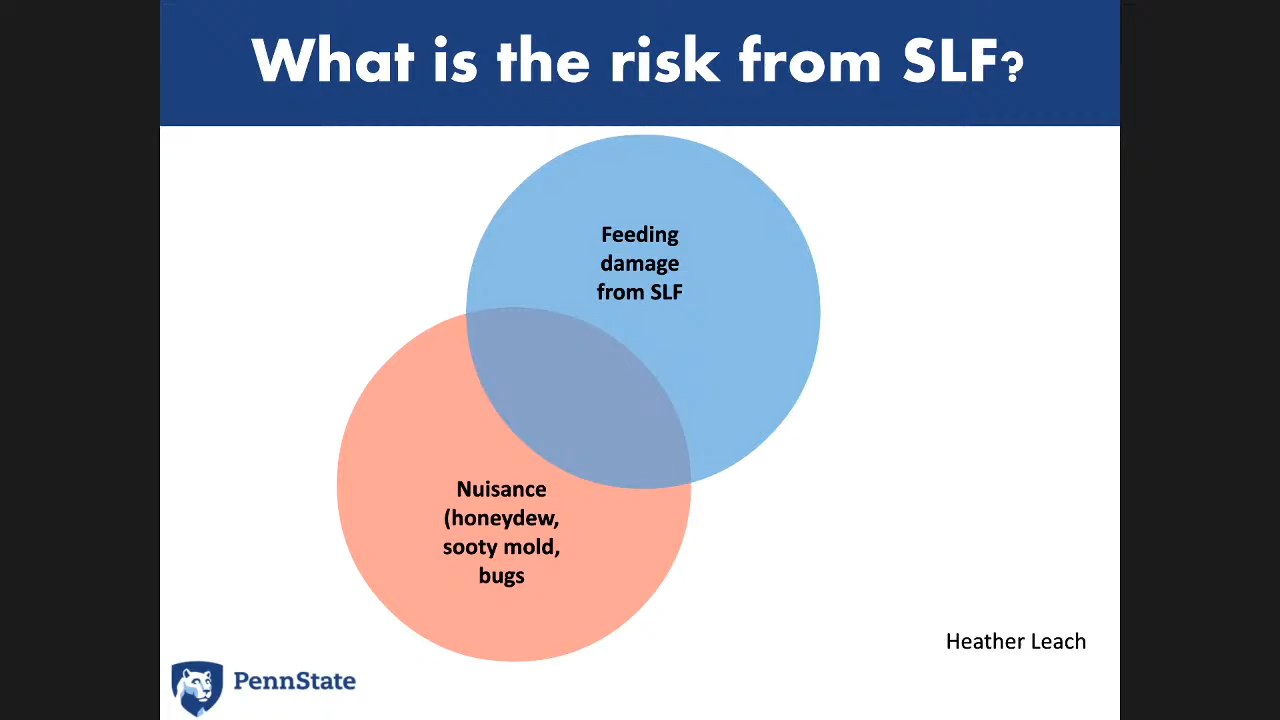 What is the risk from SLF?
Feeding
damage
from SLF
Nuisance
(honeydew,
sooty mold,
bugs
Heather Leach
PennState